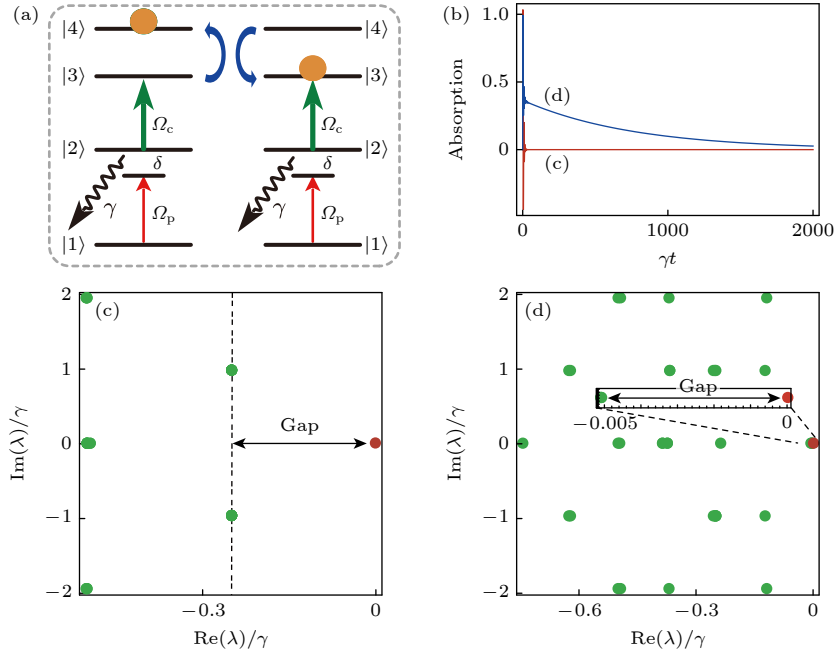 (a)
|4⟩ |4⟩
|3⟩ |3⟩
Ωc Ωc
|2⟩ |2⟩
δ δ
γ γ
Ωp Ωp
|1⟩ |1⟩
(b)
Absorption
1.0
0.5
0
(d)
(c)
0 1000 2000
γt
(c)
Im(λ)/γ
2
1
0
−1
−2
Gap
−0.3 0
Re(λ)/γ
(d)
Im(λ)/γ
2
1
0
−1
−2
Gap
−0.005 0
−0.6 −0.3 0
Re(λ)/γ